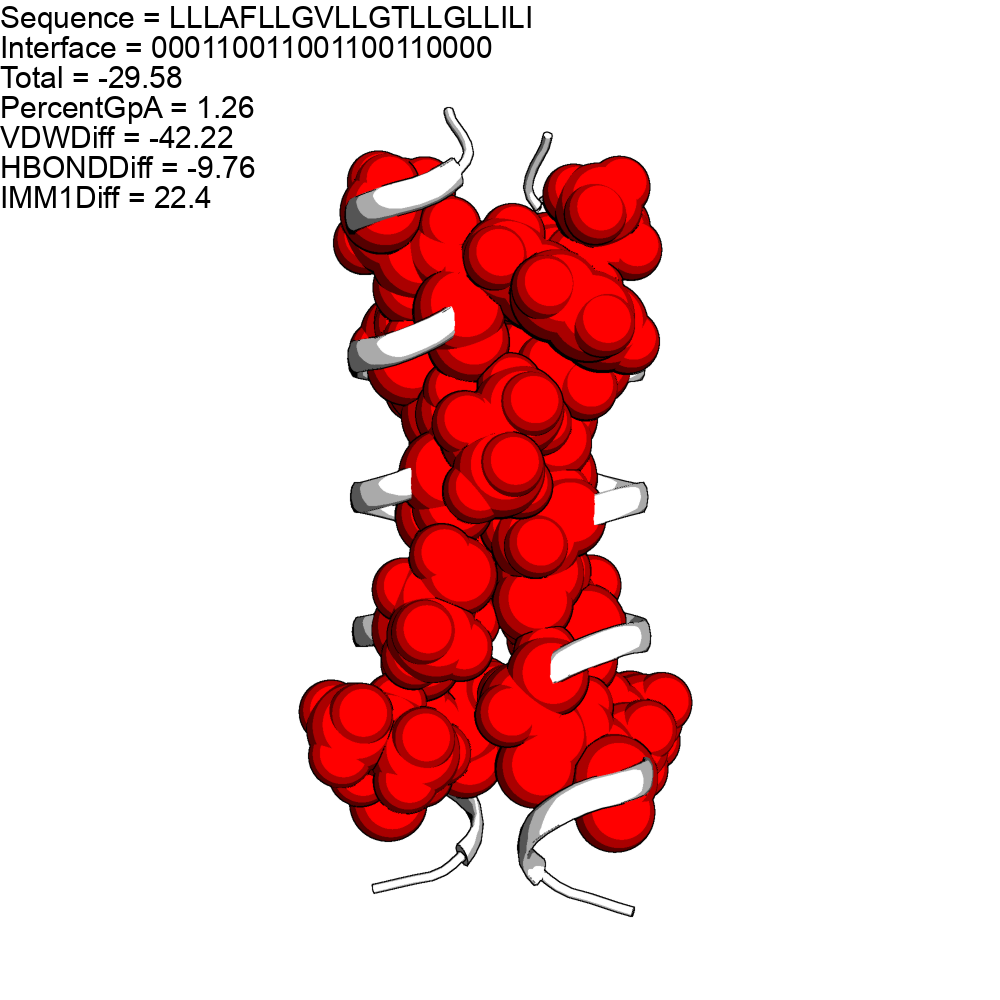 Sequence = LLLAFLLGVLLGTLLGLLILI
Interface = 000110011001100110000
Total = -29.58
PercentGpA = 1.26
VDWDiff = -42.22
HBONDDiff = -9.76
IMM1Diff = 22.4